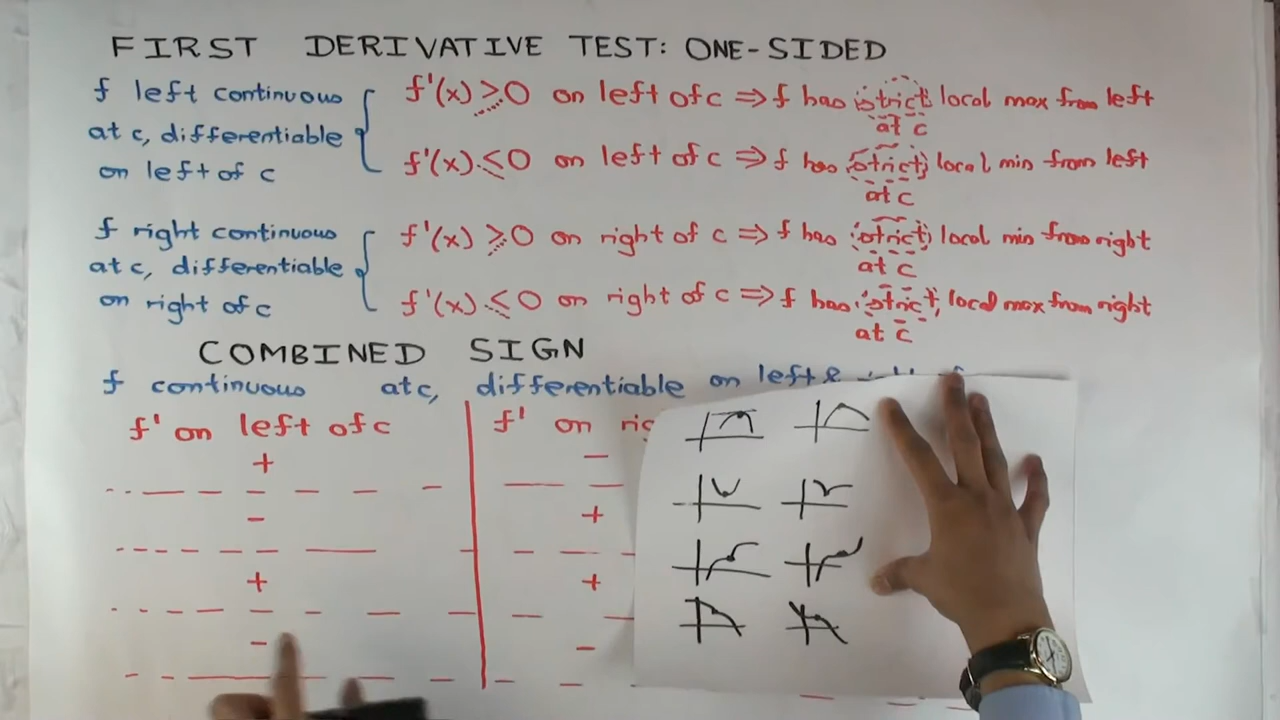 FIRST DERIVATIVE TEST: ONE-SIDED
f left continuous at c, differentiable on left of c
f'(x) ≥ 0 on left of c ⇒ f has (strict) local max from left at c
f'(x) ≤ 0 on left of c ⇒ f has (strict) local min from left at c
f right continuous at c, differentiable on right of c
f'(x) ≥ 0 on right of c ⇒ f has (strict) local min from right at c
f'(x) ≤ 0 on right of c ⇒ f has (strict) local max from right at c
COMBINED SIGN
f continuous at c, differentiable on left &
f' on left of c f' on
+ −
− +
+ +
− −